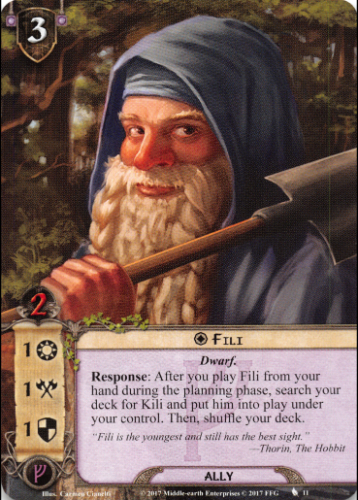 3
2
1
1
1
FILI
Dwarf.
Response: After you play Fili from your
hand during the planning phase, search your
deck for Kili and put him into play under
your control. Then, shuffle your deck.
"Fili is the youngest and still has the best sight."
—Thorin, The Hobbit
ALLY
Illus. Carmen Cianelli
©2017 Middle-earth Enterprises ©2017 FFG
11